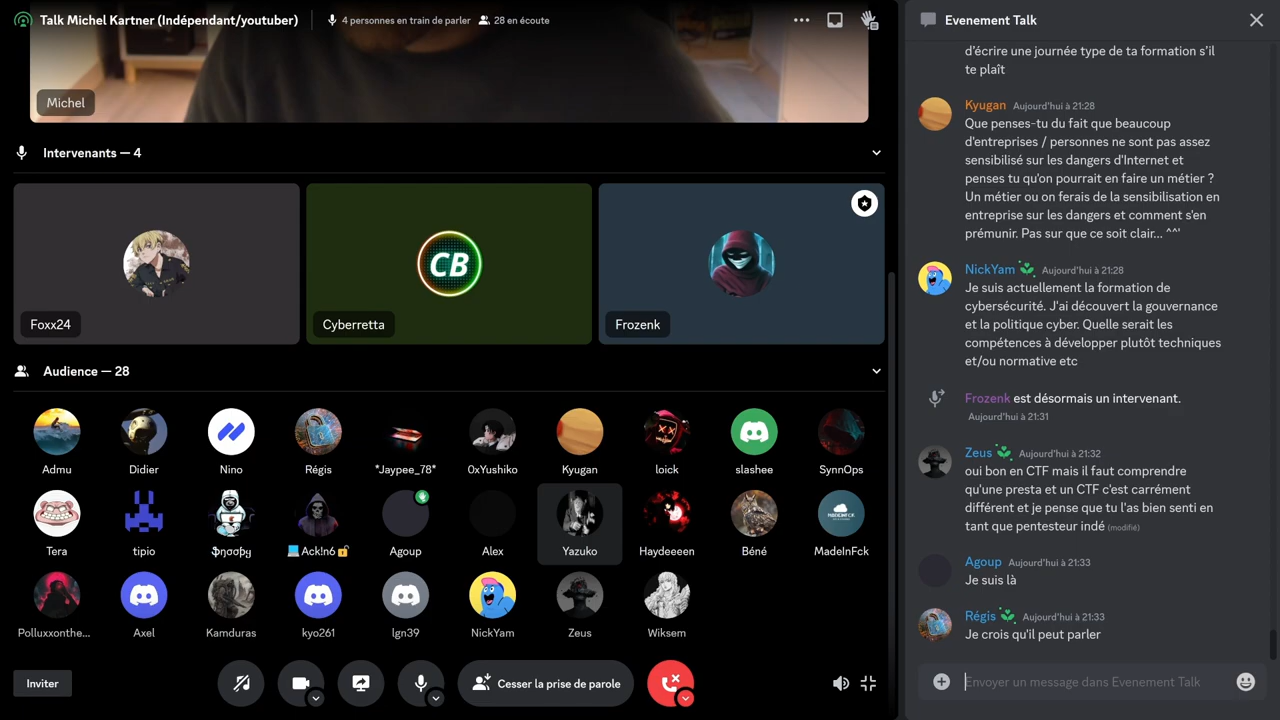 Talk Michel Kartner (Indépendant/youtuber)
4 personnes en train de parler
28 en écoute
Michel
Intervenants — 4
Foxx24
CB
Cyberretta
Frozenk
Audience — 28
Admu
Didier
Nino
Régis
*Jaypee_78*
0xYushiko
Kyugan
loick
slashee
SynnOps
Tera
tipio
💻Ack!n6🔓
Agoup
Alex
Yazuko
Haydeeeen
Béné
MadeInFck
Polluxxonthe...
Axel
Kamduras
kyo261
lgn39
NickYam
Zeus
Wiksem
Inviter
Cesser la prise de parole
Evenement Talk
d'écrire une journée type de ta formation s'il
te plaît
Kyugan Aujourd'hui à 21:28
Que penses-tu du fait que beaucoup
d'entreprises / personnes ne sont pas assez
sensibilisé sur les dangers d'Internet et
penses tu qu'on pourrait en faire un métier ?
Un métier ou on ferais de la sensibilisation en
entreprise sur les dangers et comment s'en
prémunir. Pas sur que ce soit clair... ^^'
NickYam Aujourd'hui à 21:28
Je suis actuellement la formation de
cybersécurité. J'ai découvert la gouvernance
et la politique cyber. Quelle serait les
compétences à développer plutôt techniques
et/ou normative etc
Frozenk est désormais un intervenant.
Aujourd'hui à 21:31
Zeus Aujourd'hui à 21:32
oui bon en CTF mais il faut comprendre
qu'une presta et un CTF c'est carrément
différent et je pense que tu l'as bien senti en
tant que pentesteur indé (modifié)
Agoup Aujourd'hui à 21:33
Je suis là
Régis Aujourd'hui à 21:33
Je crois qu'il peut parler
Envoyer un message dans Evenement Talk